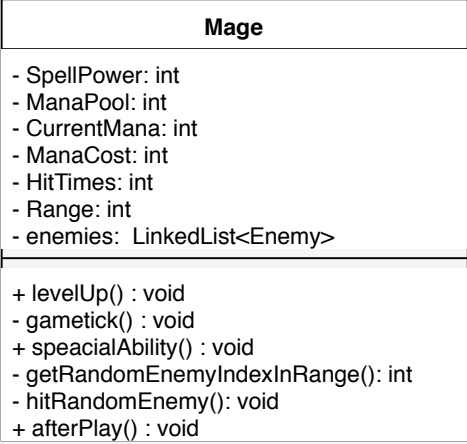 Mage
- SpellPower: int
- ManaPool: int
- CurrentMana: int
- ManaCost: int
- HitTimes: int
- Range: int
- enemies:  LinkedList<Enemy>
+ levelUp() : void
- gametick() : void
+ speacialAbility() : void
- getRandomEnemyIndexInRange(): int
- hitRandomEnemy(): void
+ afterPlay() : void